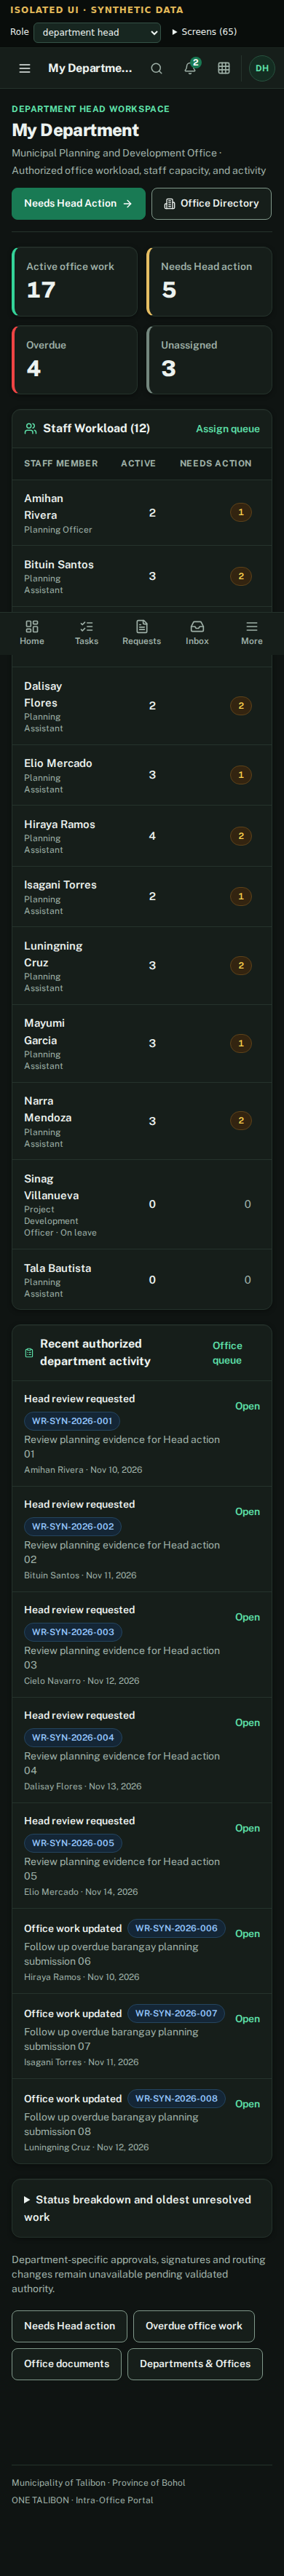 ISOLATED UI · SYNTHETIC DATA
Role department head ▶ Screens (65)
My Departme... 2 DH
DEPARTMENT HEAD WORKSPACE
My Department
Municipal Planning and Development Office ·
Authorized office workload, staff capacity, and activity
Needs Head Action → Office Directory
Active office work
17
Needs Head action
5
Overdue
4
Unassigned
3
Staff Workload (12) Assign queue
STAFF MEMBER ACTIVE NEEDS ACTION
Amihan
Rivera
Planning Officer
2 1
Bituin Santos
Planning
Assistant
3 2
Home Tasks Requests Inbox More
Dalisay
Flores
Planning
Assistant
2 2
Elio Mercado
Planning
Assistant
3 1
Hiraya Ramos
Planning
Assistant
4 2
Isagani Torres
Planning
Assistant
2 1
Luningning
Cruz
Planning
Assistant
3 2
Mayumi
Garcia
Planning
Assistant
3 1
Narra
Mendoza
Planning
Assistant
3 2
Sinag
Villanueva
Project
Development
Officer · On leave
0 0
Tala Bautista
Planning
Assistant
0 0
Recent authorized
department activity
Office
queue
Head review requested
WR-SYN-2026-001
Open
Review planning evidence for Head action
01
Amihan Rivera · Nov 10, 2026
Head review requested
WR-SYN-2026-002
Open
Review planning evidence for Head action
02
Bituin Santos · Nov 11, 2026
Head review requested
WR-SYN-2026-003
Open
Review planning evidence for Head action
03
Cielo Navarro · Nov 12, 2026
Head review requested
WR-SYN-2026-004
Open
Review planning evidence for Head action
04
Dalisay Flores · Nov 13, 2026
Head review requested
WR-SYN-2026-005
Open
Review planning evidence for Head action
05
Elio Mercado · Nov 14, 2026
Office work updated WR-SYN-2026-006
Open
Follow up overdue barangay planning
submission 06
Hiraya Ramos · Nov 10, 2026
Office work updated WR-SYN-2026-007
Open
Follow up overdue barangay planning
submission 07
Isagani Torres · Nov 11, 2026
Office work updated WR-SYN-2026-008
Open
Follow up overdue barangay planning
submission 08
Luningning Cruz · Nov 12, 2026
▶ Status breakdown and oldest unresolved
work
Department-specific approvals, signatures and routing
changes remain unavailable pending validated
authority.
Needs Head action Overdue office work
Office documents Departments & Offices
Municipality of Talibon · Province of Bohol
ONE TALIBON · Intra-Office Portal